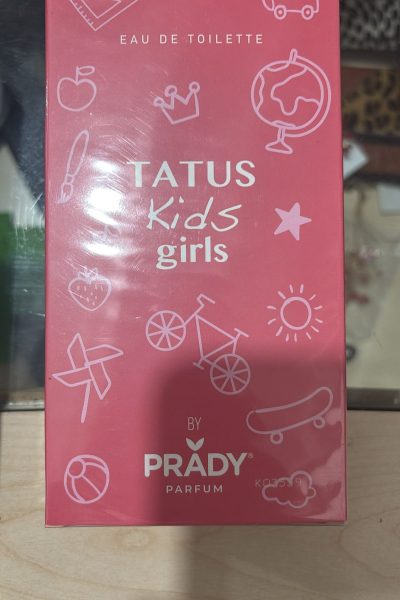 EAU DE TOILETTE
TATUS
Kids
girls
BY
PRADY®
PARFUM